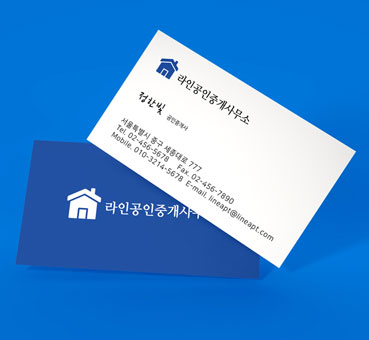 라인공인중개사무소
정한빛 공인중개사
서울특별시 중구 세종대로 777
Tel. 02-456-5678 Fax. 02-456-7890
Mobile. 010-3214-5678 E-mail. lineapt@lineapt.com
라인공인중개사무